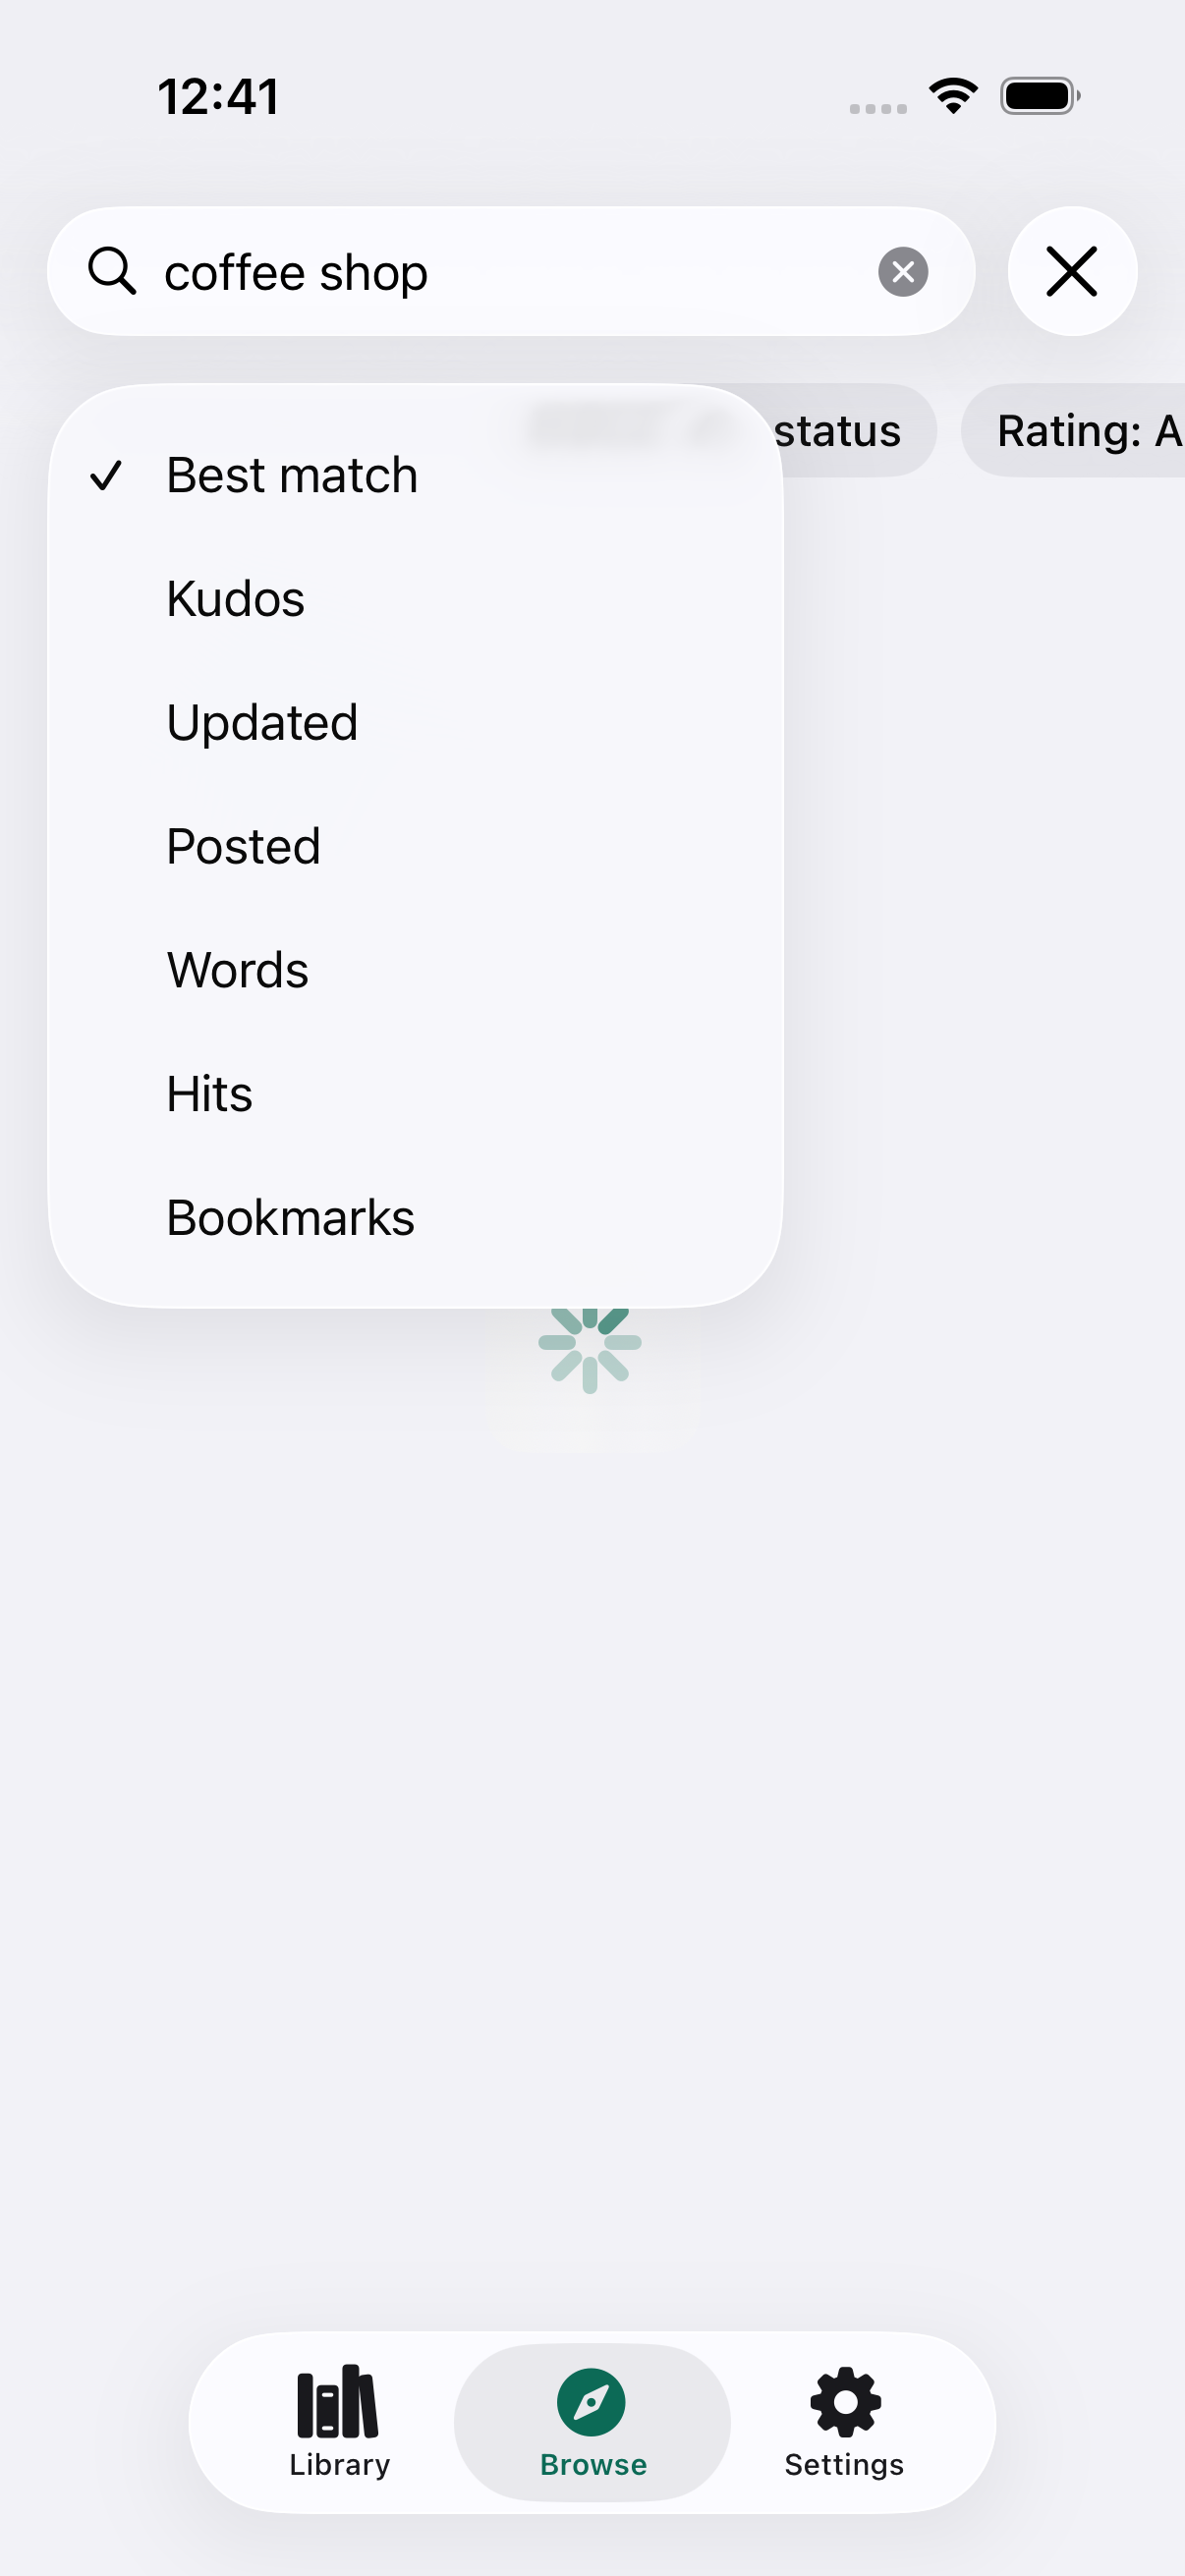 12:41
coffee shop
status
Rating: A
Best match
Kudos
Updated
Posted
Words
Hits
Bookmarks
Library
Browse
Settings